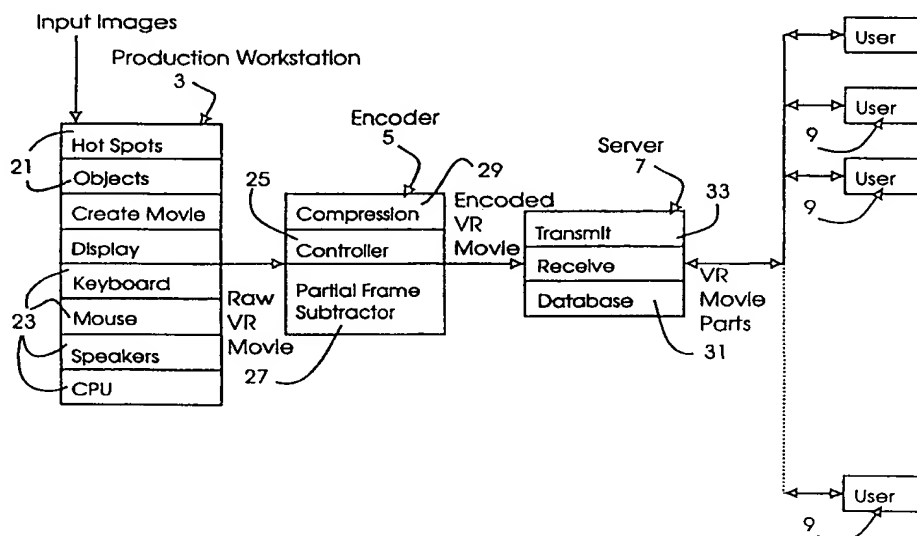 Input Images
Production Workstation
3
Hot Spots
Objects
Create Movie
Display
Keyboard
Mouse
Speakers
CPU
21
23
Raw
VR
Movie
Encoder
5
Compression
Controller
Partial Frame
Subtractor
25
29
27
Encoded
VR
Movie
Server
7
Transmit
Receive
Database
33
31
VR
Movie
Parts
User
User
9
User
9
User
9